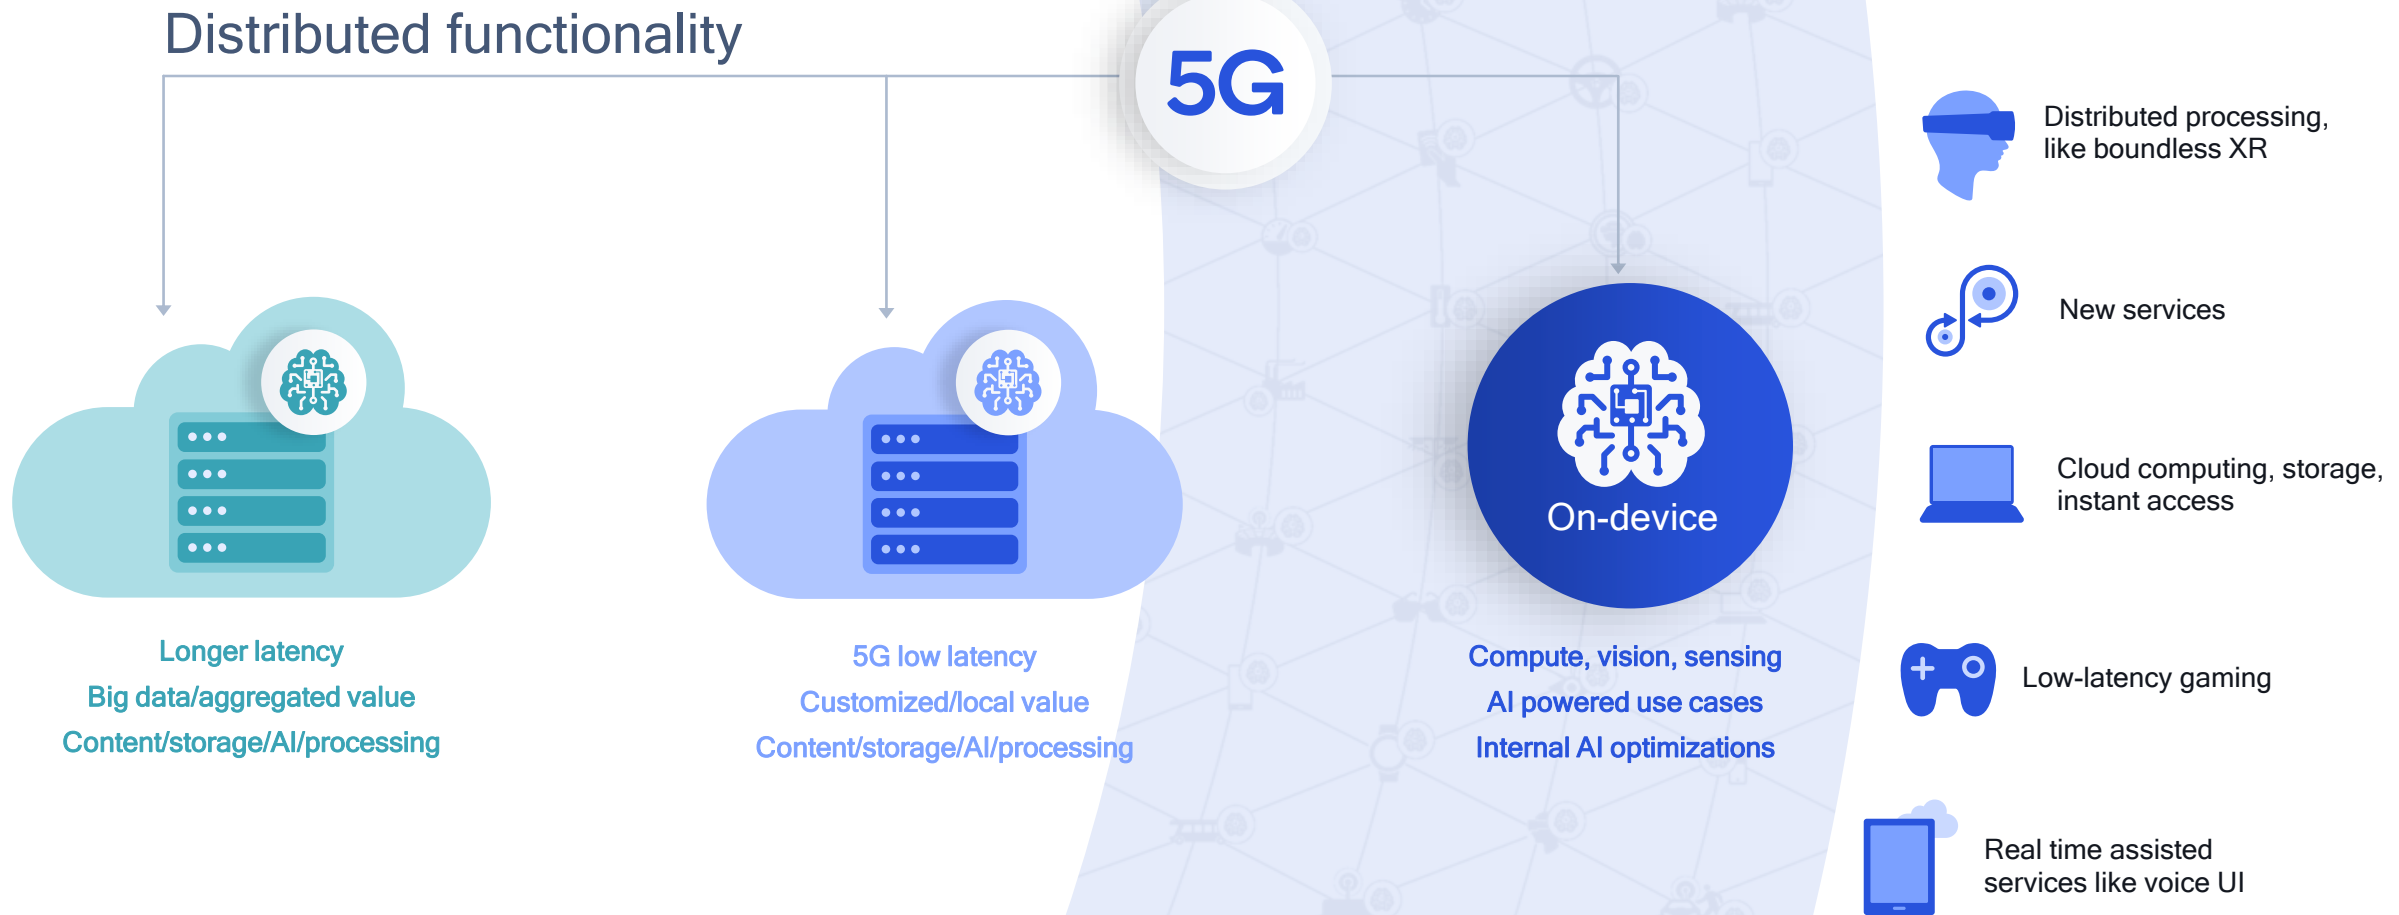 Distributed functionality
5G
Longer latency
Big data/aggregated value
Content/storage/AI/processing
5G low latency
Customized/local value
Content/storage/AI/processing
On-device
Compute, vision, sensing
AI powered use cases
Internal AI optimizations
Distributed processing,
like boundless XR
New services
Cloud computing, storage,
instant access
Low-latency gaming
Real time assisted
services like voice UI